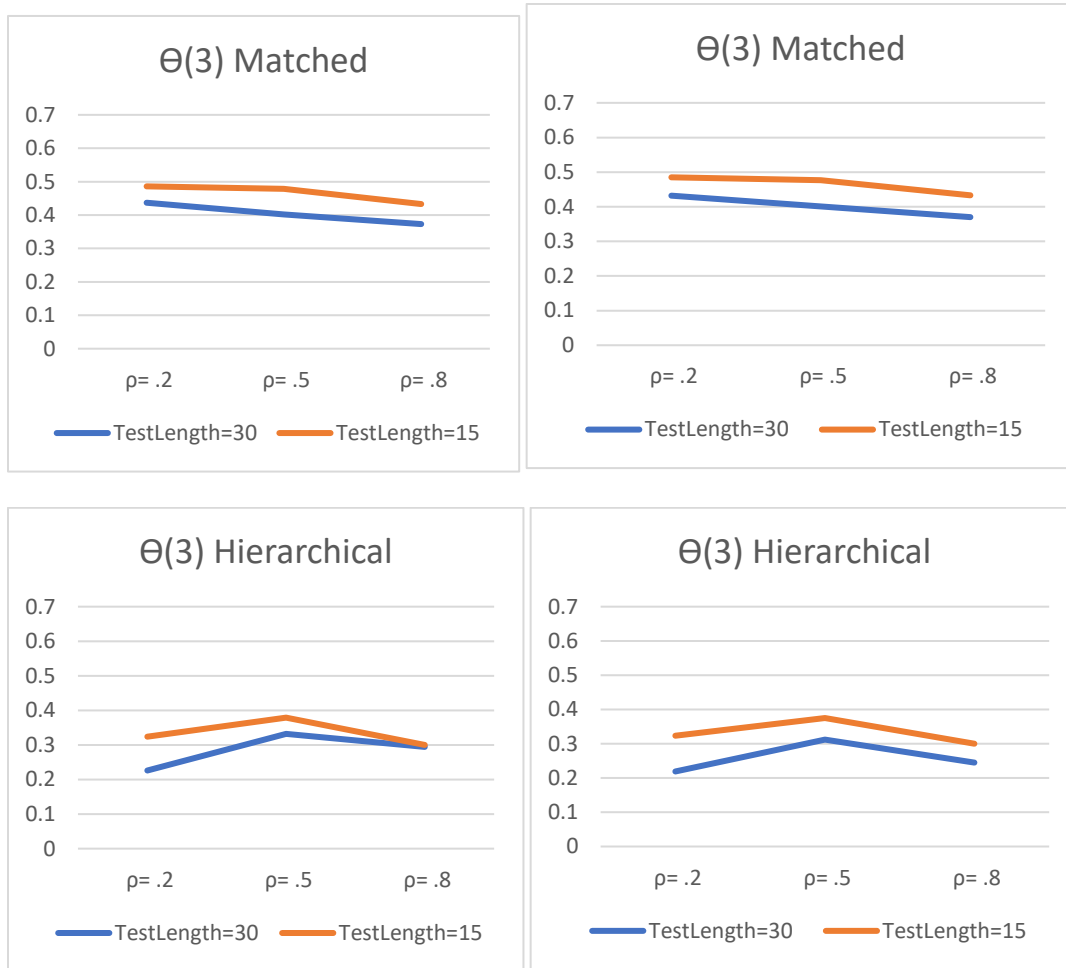 Ө(3) Matched
0.7
0.6
0.5
0.4
0.3
0.2
0.1
0
ρ= .2 ρ= .5 ρ= .8
TestLength=30 TestLength=15
Ө(3) Matched
0.7
0.6
0.5
0.4
0.3
0.2
0.1
0
ρ= .2 ρ= .5 ρ= .8
TestLength=30 TestLength=15
Ө(3) Hierarchical
0.7
0.6
0.5
0.4
0.3
0.2
0.1
0
ρ= .2 ρ= .5 ρ= .8
TestLength=30 TestLength=15
Ө(3) Hierarchical
0.7
0.6
0.5
0.4
0.3
0.2
0.1
0
ρ= .2 ρ= .5 ρ= .8
TestLength=30 TestLength=15